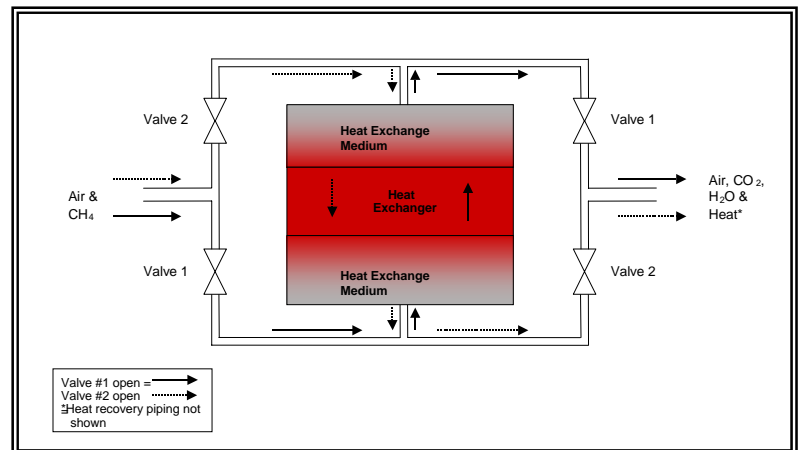 Valve 2
Heat Exchange
Medium
Valve 1
Air &
CH4
Heat
Exchanger
Air, CO2,
H2O &
Heat*
Valve 1
Heat Exchange
Medium
Valve 2
Valve #1 open =
Valve #2 open
=
*Heat recovery piping not
shown